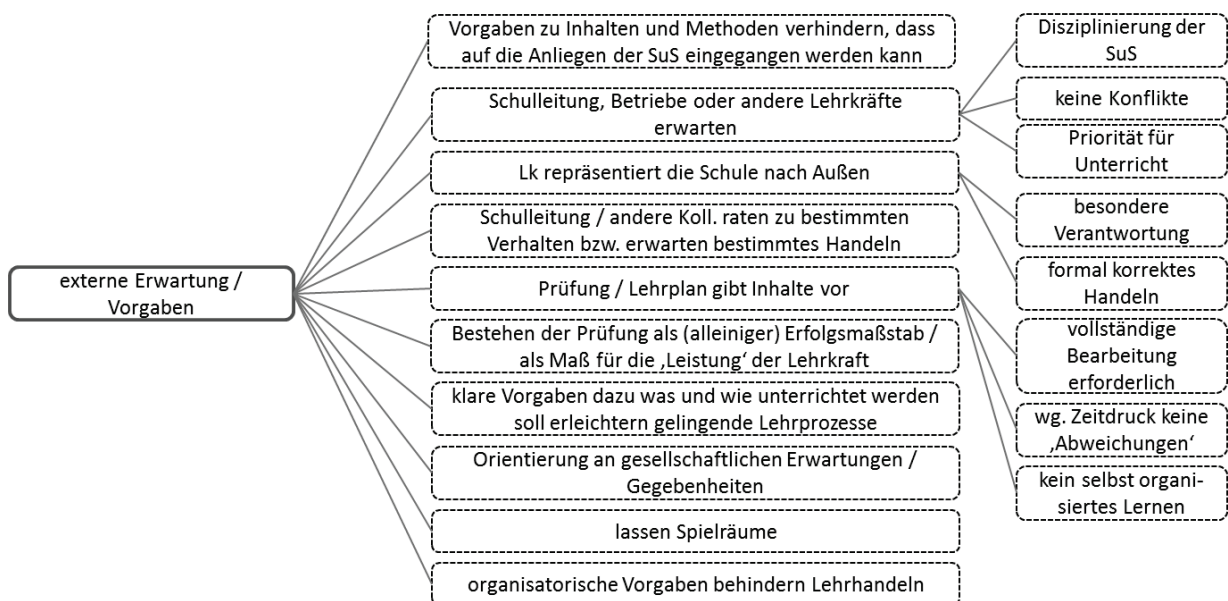 externe Erwartung /
Vorgaben
Vorgaben zu Inhalten und Methoden verhindern, dass
auf die Anliegen der SuS eingegangen werden kann
Schulleitung, Betriebe oder andere Lehrkräfte
erwarten
Disziplinierung der
SuS
keine Konflikte
Priorität für
Unterricht
Lk repräsentiert die Schule nach Außen
besondere
Verantwortung
formal korrektes
Handeln
Schulleitung / andere Koll. raten zu bestimmten
Verhalten bzw. erwarten bestimmtes Handeln
Prüfung / Lehrplan gibt Inhalte vor
vollständige
Bearbeitung
erforderlich
wg. Zeitdruck keine
‚Abweichungen‘
kein selbst organi-
siertes Lernen
Bestehen der Prüfung als (alleiniger) Erfolgsmaßstab /
als Maß für die ‚Leistung‘ der Lehrkraft
klare Vorgaben dazu was und wie unterrichtet werden
soll erleichtern gelingende Lehrprozesse
Orientierung an gesellschaftlichen Erwartungen /
Gegebenheiten
lassen Spielräume
organisatorische Vorgaben behindern Lehrhandeln